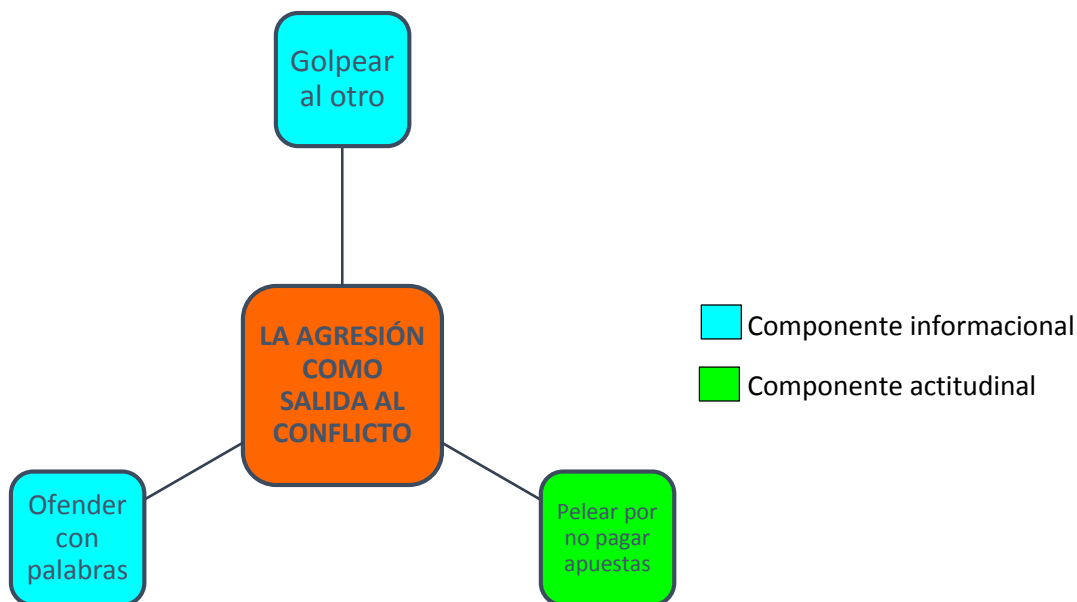 Golpear
al otro
LA AGRESIÓN
COMO
SALIDA AL
CONFLICTO
Componente informacional
Componente actitudinal
Ofender
con
palabras
Pelear por
no pagar
apuestas